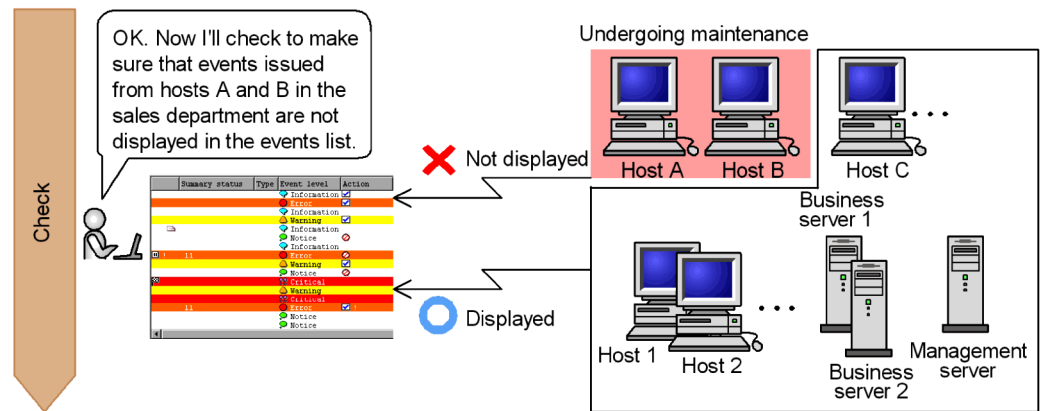 Check
OK. Now I'll check to make
sure that events issued
from hosts A and B in the
sales department are not
displayed in the events list.
Undergoing maintenance
Host A
Host B
Host C
Not displayed
Summary status Type Event level Action
Information
Error
Information
Warning
Information
Notice
Information
11 Error
Warning
Notice
Critical
Warning
Critical
11 Error
Notice
Notice
Displayed
Business
server 1
Host 1
Host 2
Business
server 2
Management
server